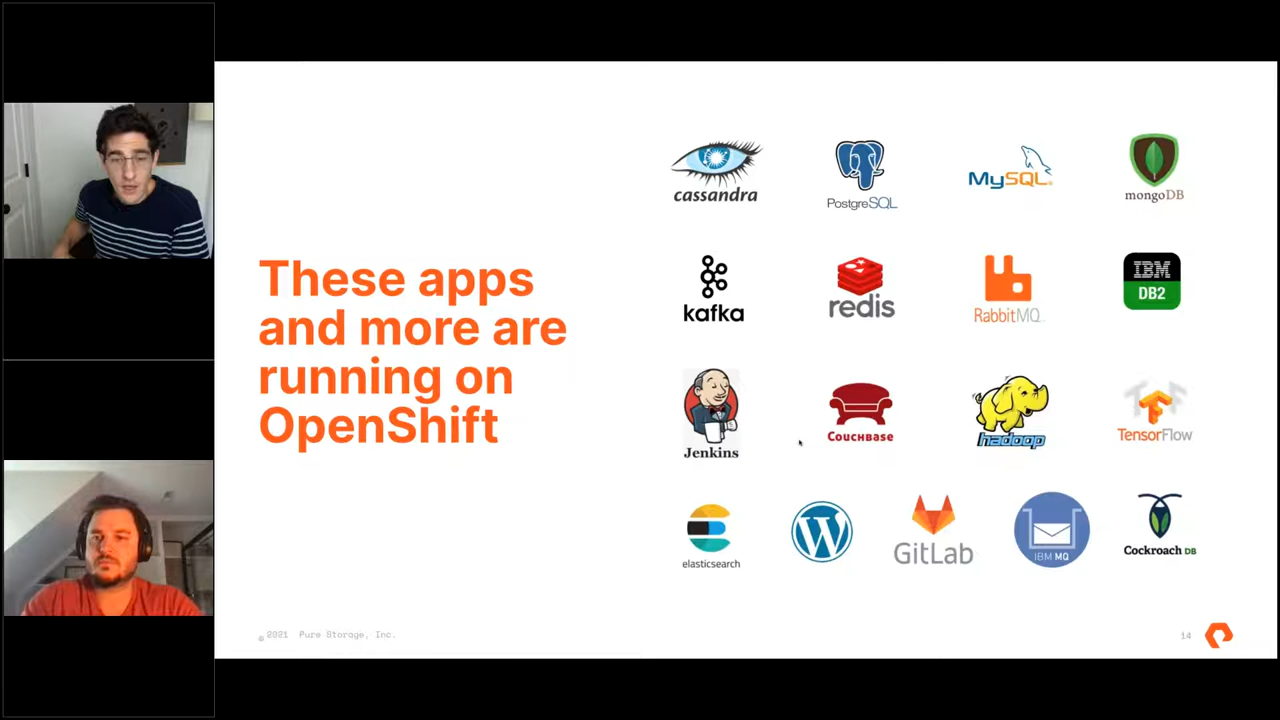 These apps
and more are
running on
OpenShift
cassandra
PostgreSQL
MySQL®
mongoDB
kafka
redis
RabbitMQ
IBM
DB2
Jenkins
COUCHBASE
hadoop
TensorFlow
elasticsearch
W
GitLab
IBM MQ
Cockroach DB
© 2021 Pure Storage, Inc.
14